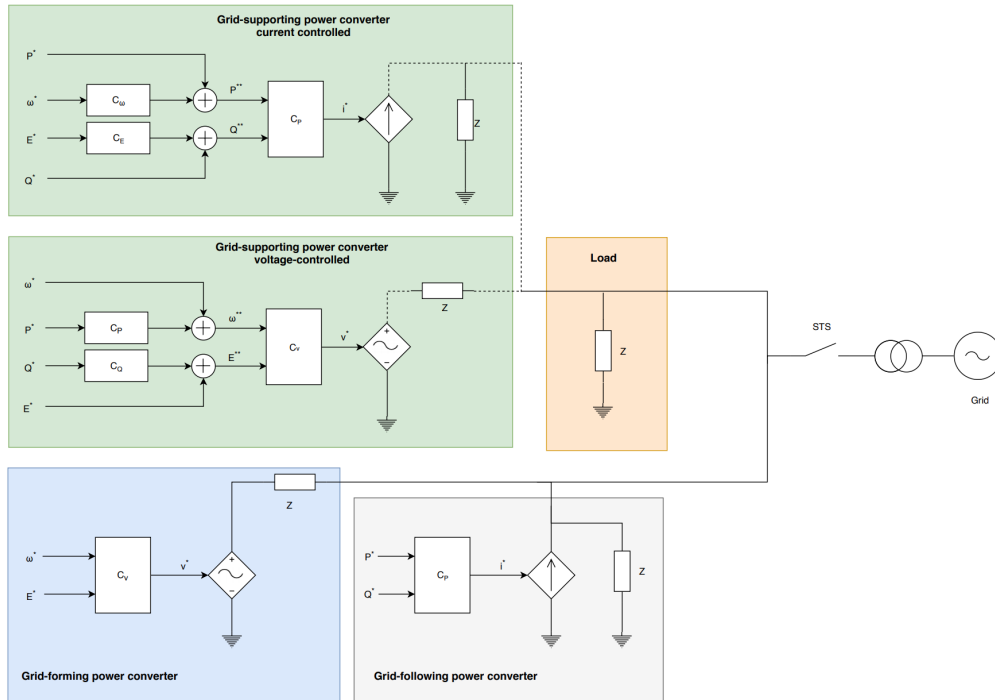 Grid-supporting power converter
current controlled
P*
ω*
Cω
P**
E*
CE
Q**
Q*
CP
i*
Z
Grid-supporting power converter
voltage-controlled
ω*
P*
CP
ω**
Q*
CQ
E**
E*
Cv
v*
+
−
Z
Load
Z
STS
Grid
Z
ω*
E*
Cv
v*
+
−
Grid-forming power converter
P*
Q*
CP
i*
Z
Grid-following power converter